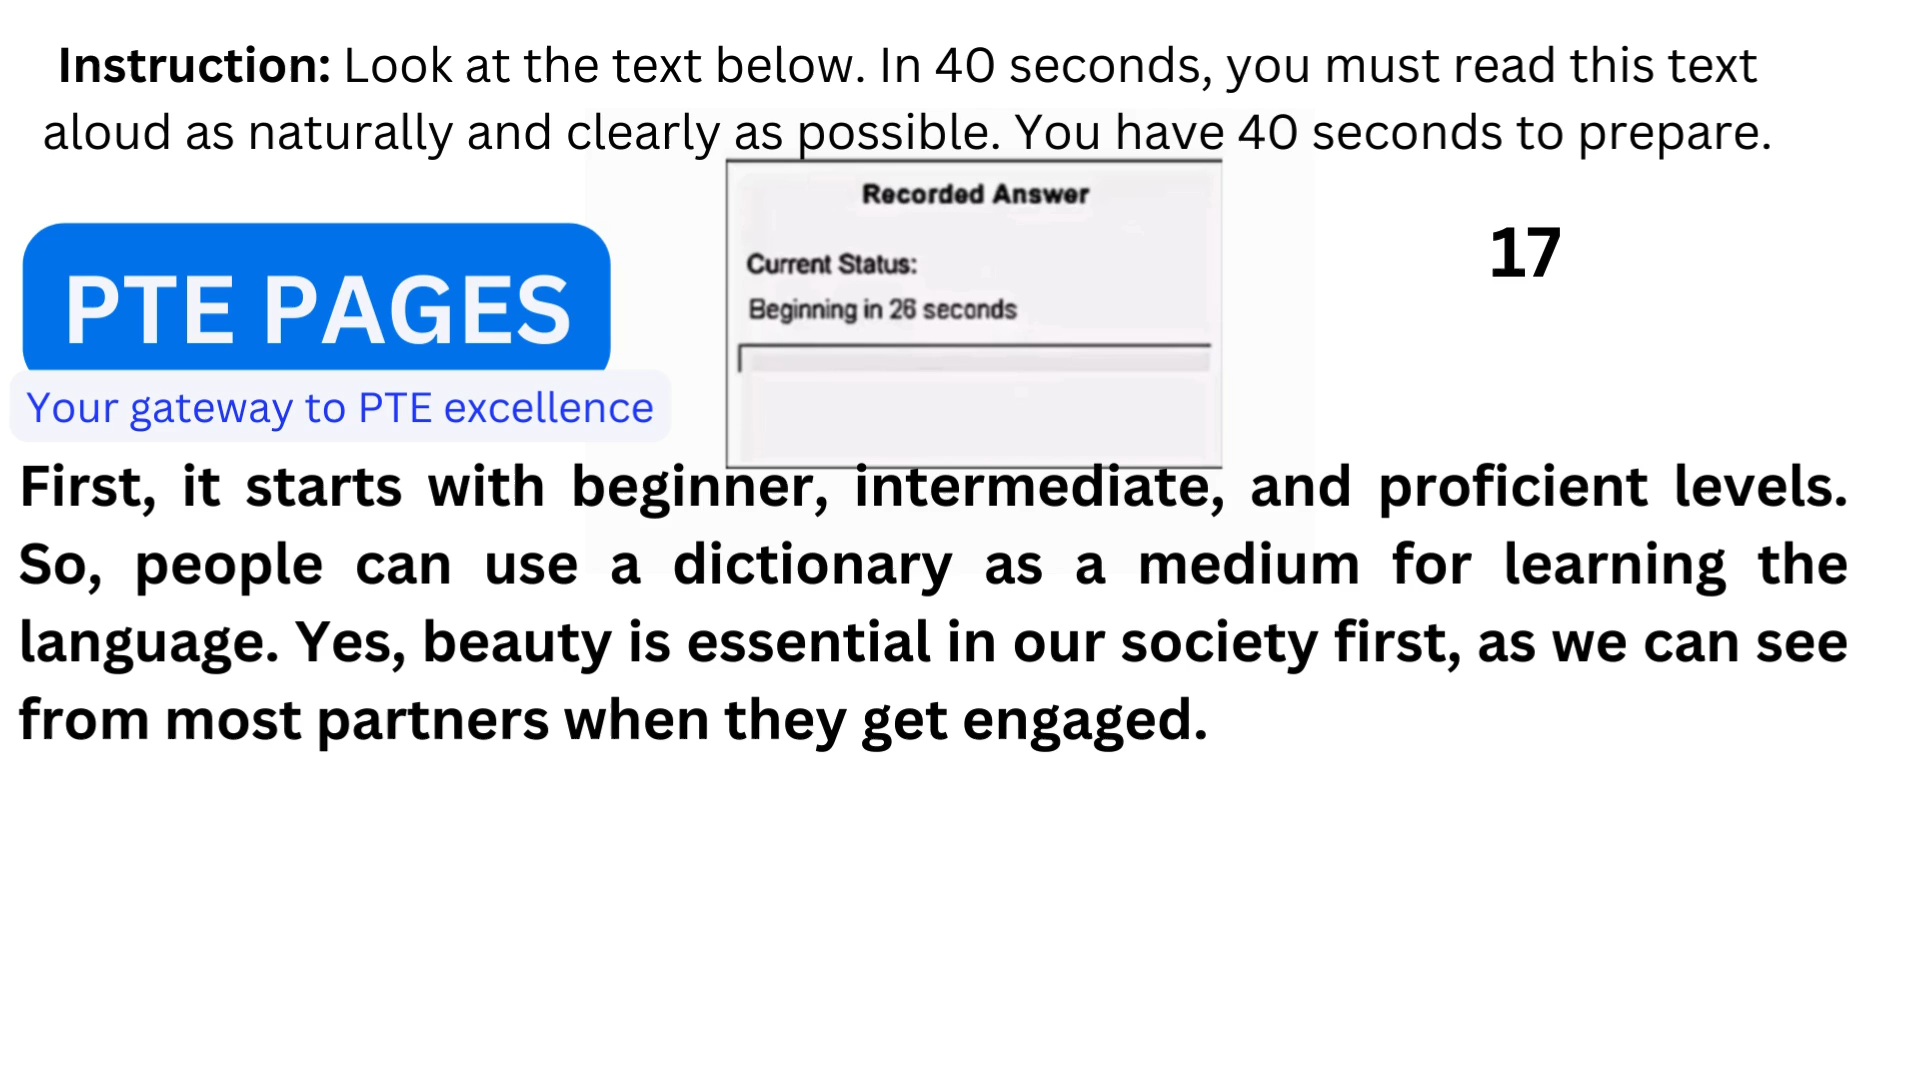 Instruction: Look at the text below. In 40 seconds, you must read this text
aloud as naturally and clearly as possible. You have 40 seconds to prepare.
Recorded Answer
17
PTE PAGES
Current Status:
Beginning in 26 seconds
Your gateway to PTE excellence
First, it starts with beginner, intermediate, and proficient levels.
So, people can use a dictionary as a medium for learning the
language. Yes, beauty is essential in our society first, as we can see
from most partners when they get engaged.